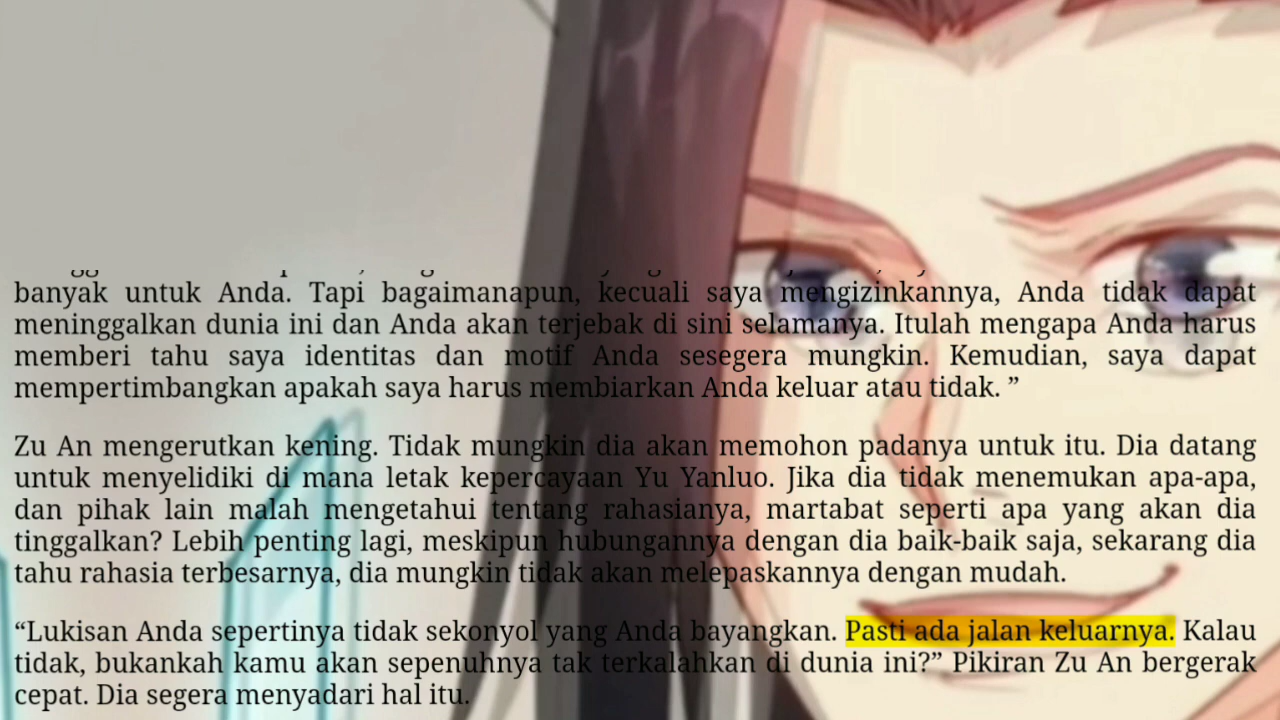 banyak untuk Anda. Tapi bagaimanapun, kecuali saya mengizinkannya, Anda tidak dapat
meninggalkan dunia ini dan Anda akan terjebak di sini selamanya. Itulah mengapa Anda harus
memberi tahu saya identitas dan motif Anda sesegera mungkin. Kemudian, saya dapat
mempertimbangkan apakah saya harus membiarkan Anda keluar atau tidak. ”
Zu An mengerutkan kening. Tidak mungkin dia akan memohon padanya untuk itu. Dia datang
untuk menyelidiki di mana letak kepercayaan Yu Yanluo. Jika dia tidak menemukan apa-apa,
dan pihak lain malah mengetahui tentang rahasianya, martabat seperti apa yang akan dia
tinggalkan? Lebih penting lagi, meskipun hubungannya dengan dia baik-baik saja, sekarang dia
tahu rahasia terbesarnya, dia mungkin tidak akan melepaskannya dengan mudah.
“Lukisan Anda sepertinya tidak sekonyol yang Anda bayangkan. Pasti ada jalan keluarnya. Kalau
tidak, bukankah kamu akan sepenuhnya tak terkalahkan di dunia ini?” Pikiran Zu An bergerak
cepat. Dia segera menyadari hal itu.